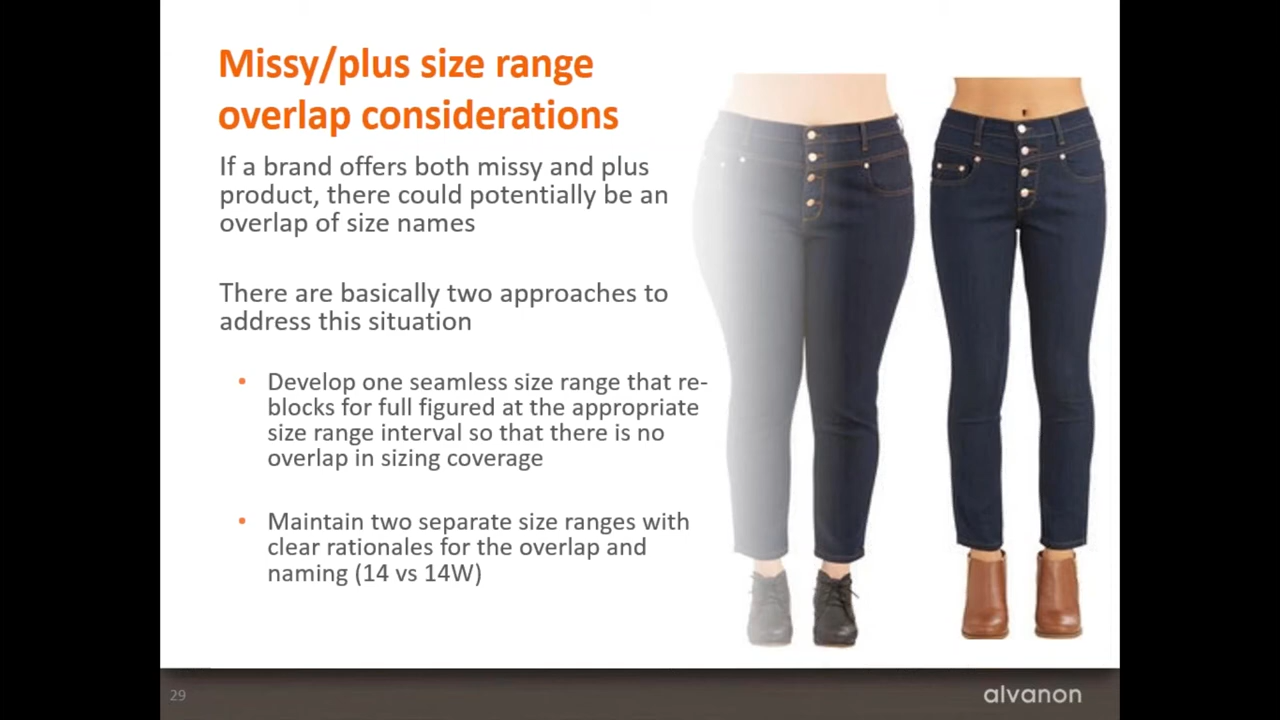 Missy/plus size range
overlap considerations
If a brand offers both missy and plus
product, there could potentially be an
overlap of size names
There are basically two approaches to
address this situation
• Develop one seamless size range that re-
blocks for full figured at the appropriate
size range interval so that there is no
overlap in sizing coverage
• Maintain two separate size ranges with
clear rationales for the overlap and
naming (14 vs 14W)
29
alvanon